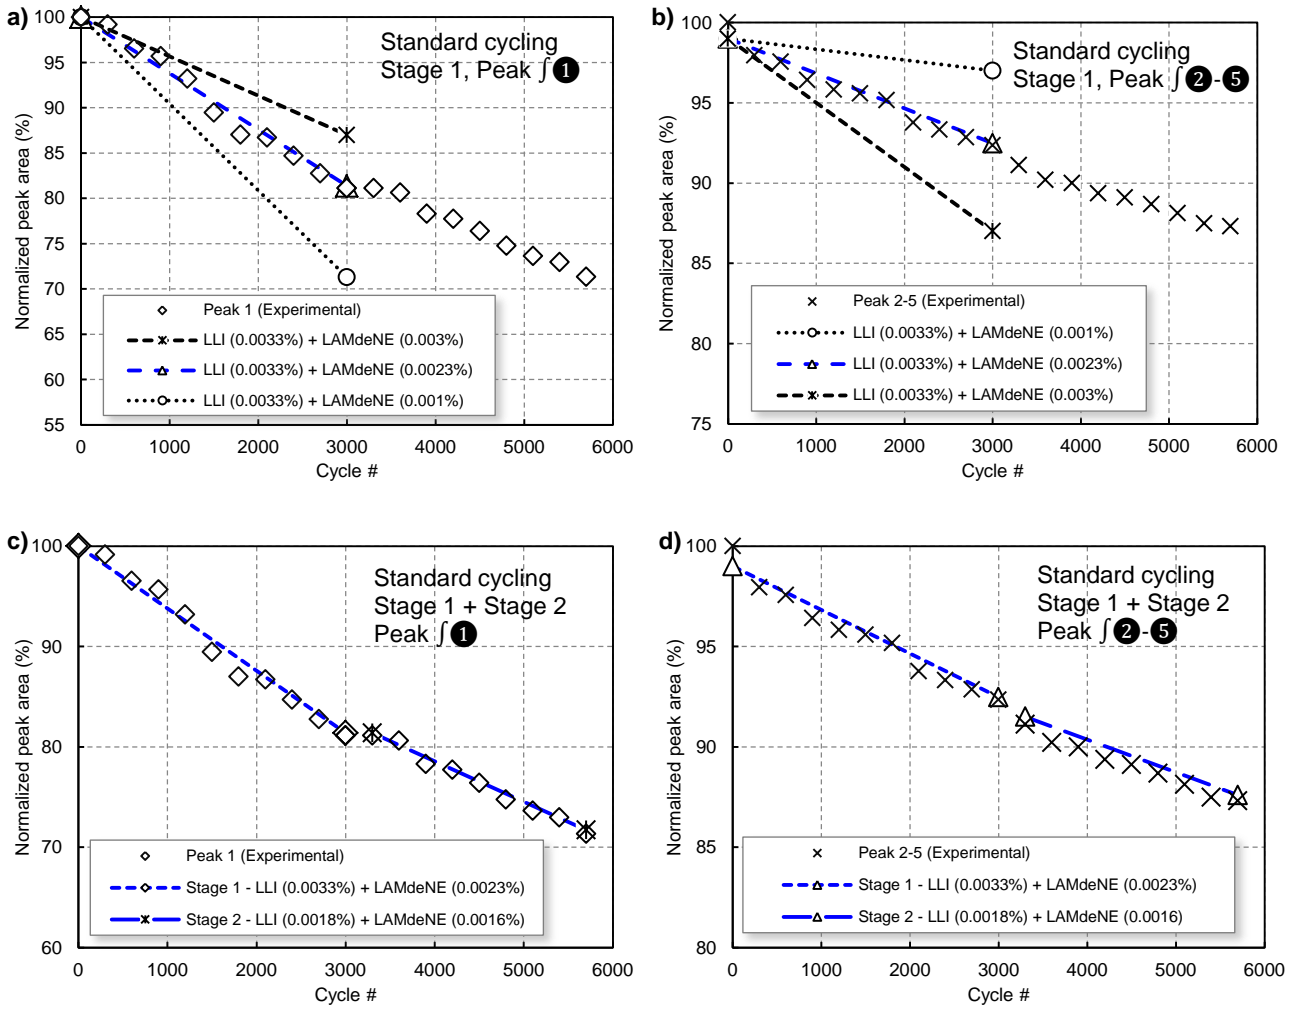 a)
100
95
90
85
80
75
70
65
60
55
Normalized peak area (%)
Standard cycling
Stage 1, Peak ∫❶
Peak 1 (Experimental)
LLI (0.0033%) + LAMdeNE (0.003%)
LLI (0.0033%) + LAMdeNE (0.0023%)
LLI (0.0033%) + LAMdeNE (0.001%)
0 1000 2000 3000 4000 5000 6000
Cycle #
b)
100
95
90
85
80
75
Normalized peak area (%)
Standard cycling
Stage 1, Peak ∫❷-❺
Peak 2-5 (Experimental)
LLI (0.0033%) + LAMdeNE (0.001%)
LLI (0.0033%) + LAMdeNE (0.0023%)
LLI (0.0033%) + LAMdeNE (0.003%)
0 1000 2000 3000 4000 5000 6000
Cycle #
c)
100
90
80
70
60
Normalized peak area (%)
Standard cycling
Stage 1 + Stage 2
Peak ∫❶
Peak 1 (Experimental)
Stage 1 - LLI (0.0033%) + LAMdeNE (0.0023%)
Stage 2 - LLI (0.0018%) + LAMdeNE (0.0016%)
0 1000 2000 3000 4000 5000 6000
Cycle #
d)
100
95
90
85
80
Normalized peak area (%)
Standard cycling
Stage 1 + Stage 2
Peak ∫❷-❺
Peak 2-5 (Experimental)
Stage 1 - LLI (0.0033%) + LAMdeNE (0.0023%)
Stage 2 - LLI (0.0018%) + LAMdeNE (0.0016)
0 1000 2000 3000 4000 5000 6000
Cycle #